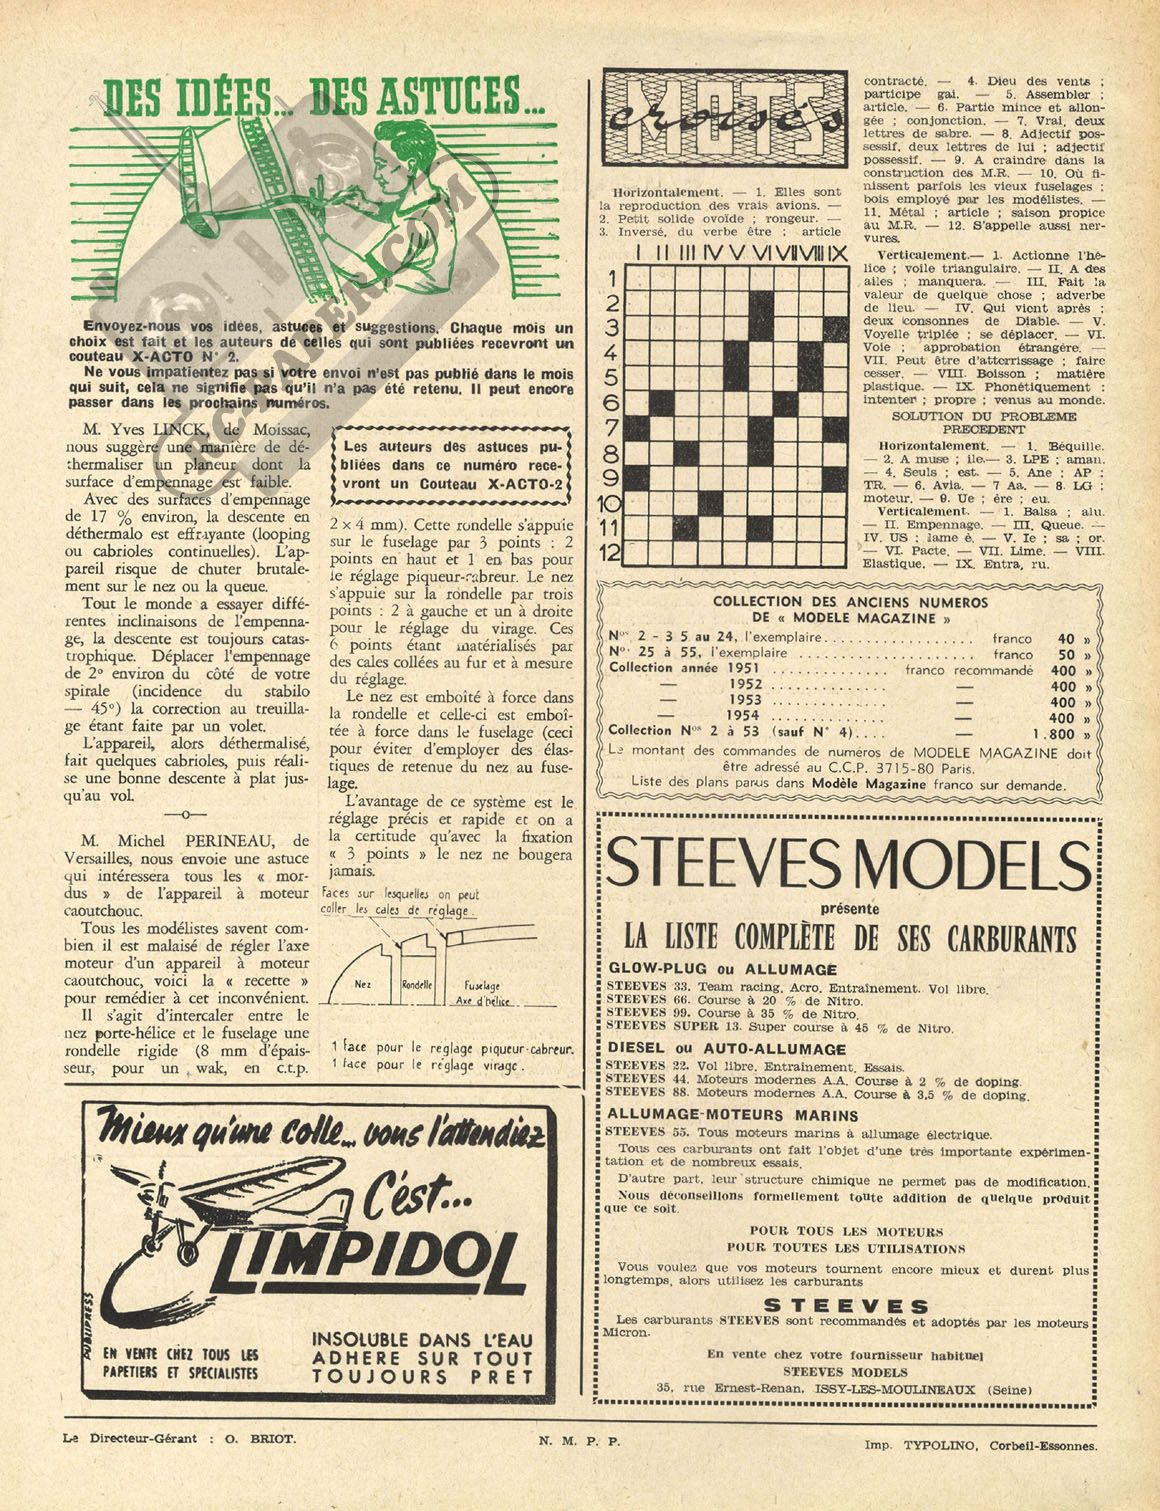 DES IDÉES... DES ASTUCES...
RC-PAPER.COM
Envoyez-nous vos idées, astuces et suggestions. Chaque mois un
choix est fait et les auteurs de celles qui sont publiées recevront un
couteau X-ACTO N° 2.
Ne vous impatientez pas si votre envoi n'est pas publié dans le mois
qui suit, cela ne signifie pas qu'il n'a pas été retenu. Il peut encore
passer dans les prochains numéros.
M. Yves LINCK, de Moissac,
nous suggère une manière de dé-
thermaliser un planeur dont la
surface d'empennage est faible.
Avec des surfaces d'empennage
de 17 % environ, la descente en
déthermalo est effrayante (looping
ou cabrioles continuelles). L'ap-
pareil risque de chuter brutale-
ment sur le nez ou la queue.
Tout le monde a essayer diffé-
rentes inclinaisons de l'empenna-
ge, la descente est toujours catas-
trophique. Déplacer l'empennage
de 2° environ du côté de votre
spirale (incidence du stabilo
— 45°) la correction au treuilla-
ge étant faite par un volet.
L'appareil, alors déthermalisé,
fait quelques cabrioles, puis réali-
se une bonne descente à plat jus-
qu'au vol.
—o—
M. Michel PERINEAU, de
Versailles, nous envoie une astuce
qui intéressera tous les « mor-
dus » de l'appareil à moteur
caoutchouc.
Tous les modélistes savent com-
bien il est malaisé de régler l'axe
moteur d'un appareil à moteur
caoutchouc, voici la « recette »
pour remédier à cet inconvénient.
Il s'agit d'intercaler entre le
nez porte-hélice et le fuselage une
rondelle rigide (8 mm d'épais-
seur, pour un wak, en c.t.p.
Les auteurs des astuces pu-
bliées dans ce numéro rece-
vront un Couteau X-ACTO-2
2 × 4 mm). Cette rondelle s'appuie
sur le fuselage par 3 points : 2
points en haut et 1 en bas pour
le réglage piqueur-cabreur. Le nez
s'appuie sur la rondelle par trois
points : 2 à gauche et un à droite
pour le réglage du virage. Ces
6 points étant matérialisés par
des cales collées au fur et à mesure
du réglage.
Le nez est emboîté à force dans
la rondelle et celle-ci est emboî-
tée à force dans le fuselage (ceci
pour éviter d'employer des élas-
tiques de retenue du nez au fuse-
lage.
L'avantage de ce système est le
réglage précis et rapide et on a
la certitude qu'avec la fixation
« 3 points » le nez ne bougera
jamais.
Faces sur lesquelles on peut
coller les cales de réglage.
Nez
Rondelle
Fuselage
Axe d'hélice
1 face pour le réglage piqueur-cabreur.
1 face pour le réglage virage.
Mieux qu'une colle... vous l'attendiez
C'est...
LIMPIDOL
PUBLIPRESS
EN VENTE CHEZ TOUS LES
PAPETIERS ET SPECIALISTES
INSOLUBLE DANS L'EAU
ADHERE SUR TOUT
TOUJOURS PRET
MOTS
croisés
Horizontalement. — 1. Elles sont
la reproduction des vrais avions. —
2. Petit solide ovoïde ; rongeur. —
3. Inversé, du verbe être ; article
I II III IV V VI VII VIII IX
1
2
3
4
5
6
7
8
9
10
11
12
contracté. — 4. Dieu des vents ;
participe gai. — 5. Assembler ;
article. — 6. Partie mince et allon-
gée ; conjonction. — 7. Vrai, deux
lettres de sabre. — 8. Adjectif pos-
sessif, deux lettres de lui ; adjectif
possessif. — 9. A craindre dans la
construction des M.R. — 10. Où fi-
nissent parfois les vieux fuselages ;
bois employé par les modélistes. —
11. Métal ; article ; saison propice
au M.R. — 12. S'appelle aussi ner-
vures.
Verticalement.— 1. Actionne l'hé-
lice ; voile triangulaire. — II. A des
ailes ; manquera. — III. Fait la
valeur de quelque chose ; adverbe
de lieu. — IV. Qui vient après ;
deux consonnes de Diable. — V.
Voyelle triplée ; se déplacer. — VI.
Voie ; approbation étrangère. —
VII. Peut être d'atterrissage ; faire
cesser. — VIII. Boisson ; matière
plastique. — IX. Phonétiquement :
intenter ; propre ; venus au monde.
SOLUTION DU PROBLEME
PRECEDENT
Horizontalement. — 1. Béquille.
— 2. A muse ; île.— 3. LPE ; aman.
— 4. Seuls ; est. — 5. Ane ; AP ;
TR. — 6. Avia. — 7 Aa. — 8. LG ;
moteur. — 9. Ue ; ère ; eu.
Verticalement. — 1. Balsa ; alu.
— II. Empennage. — III. Queue. —
IV. US ; lame è. — V. Ie ; sa ; or.
— VI. Pacte. — VII. Lime. — VIII.
Elastique. — IX. Entra, ru.
COLLECTION DES ANCIENS NUMEROS
DE « MODELE MAGAZINE »
Nos 2 - 3 5 au 24, l'exemplaire................... franco 40 »
N°· 25 à 55, l'exemplaire ................... franco 50 »
Collection année 1951 ............... franco recommandé 400 »
— 1952 ............... — 400 »
— 1953 ............... — 400 »
— 1954 ............... — 400 »
Collection Nos 2 à 53 (sauf N° 4).... — 1.800 »
Le montant des commandes de numéros de MODELE MAGAZINE doit
être adressé au C.C.P. 3715-80 Paris.
Liste des plans parus dans Modèle Magazine franco sur demande.
STEEVES MODELS
présente
LA LISTE COMPLÈTE DE SES CARBURANTS
GLOW-PLUG ou ALLUMAGE
STEEVES 33. Team racing, Acro, Entraînement. Vol libre.
STEEVES 66. Course à 20 % de Nitro.
STEEVES 99. Course à 35 % de Nitro.
STEEVES SUPER 13. Super course à 45 % de Nitro.
DIESEL ou AUTO-ALLUMAGE
STEEVES 22. Vol libre. Entraînement. Essais.
STEEVES 44. Moteurs modernes A.A. Course à 2 % de doping.
STEEVES 88. Moteurs modernes A.A. Course à 3,5 % de doping.
ALLUMAGE-MOTEURS MARINS
STEEVES 55. Tous moteurs marins à allumage électrique.
Tous ces carburants ont fait l'objet d'une très importante expérimen-
tation et de nombreux essais.
D'autre part, leur structure chimique ne permet pas de modification.
Nous déconseillons formellement toute addition de quelque produit
que ce soit.
POUR TOUS LES MOTEURS
POUR TOUTES LES UTILISATIONS
Vous voulez que vos moteurs tournent encore mieux et durent plus
longtemps, alors utilisez les carburants
STEEVES
Les carburants STEEVES sont recommandés et adoptés par les moteurs
Micron.
En vente chez votre fournisseur habituel
STEEVES MODELS
35, rue Ernest-Renan, ISSY-LES-MOULINEAUX (Seine)
Le Directeur-Gérant : O. BRIOT.
N. M. P. P.
Imp. TYPOLINO, Corbeil-Essonnes.